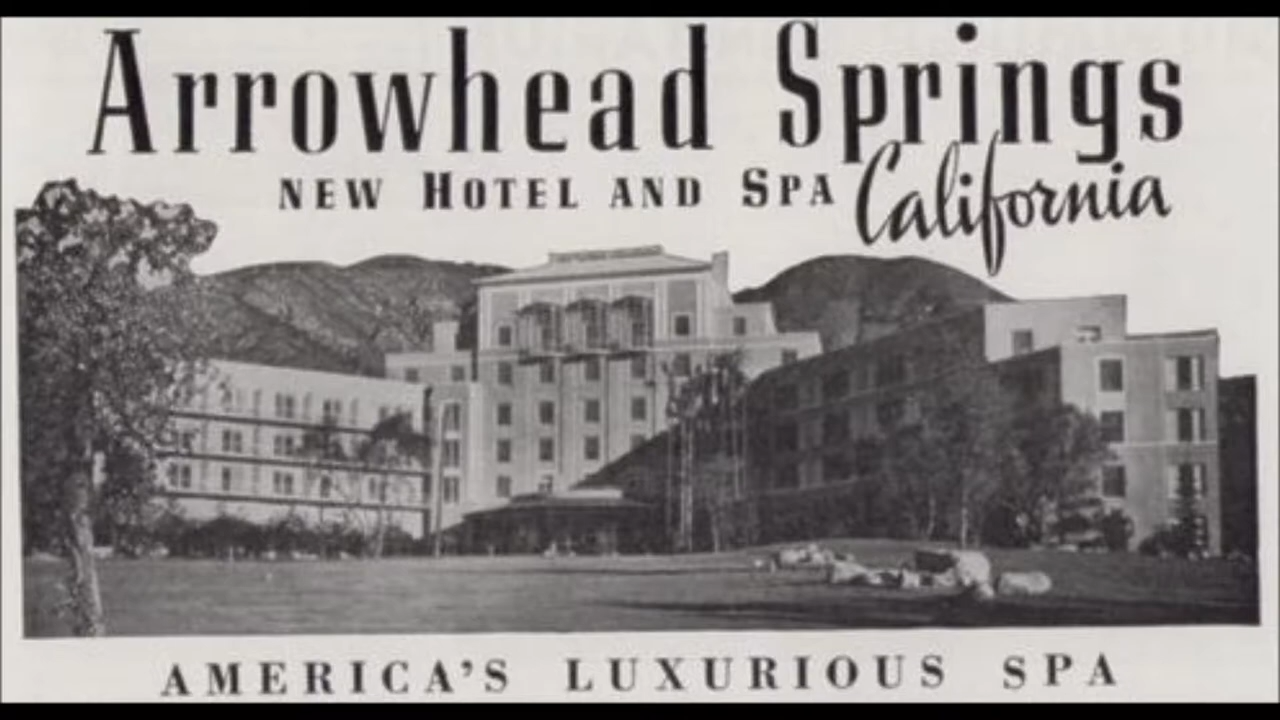 Arrowhead Springs
NEW HOTEL AND SPA
California
AMERICA'S LUXURIOUS SPA